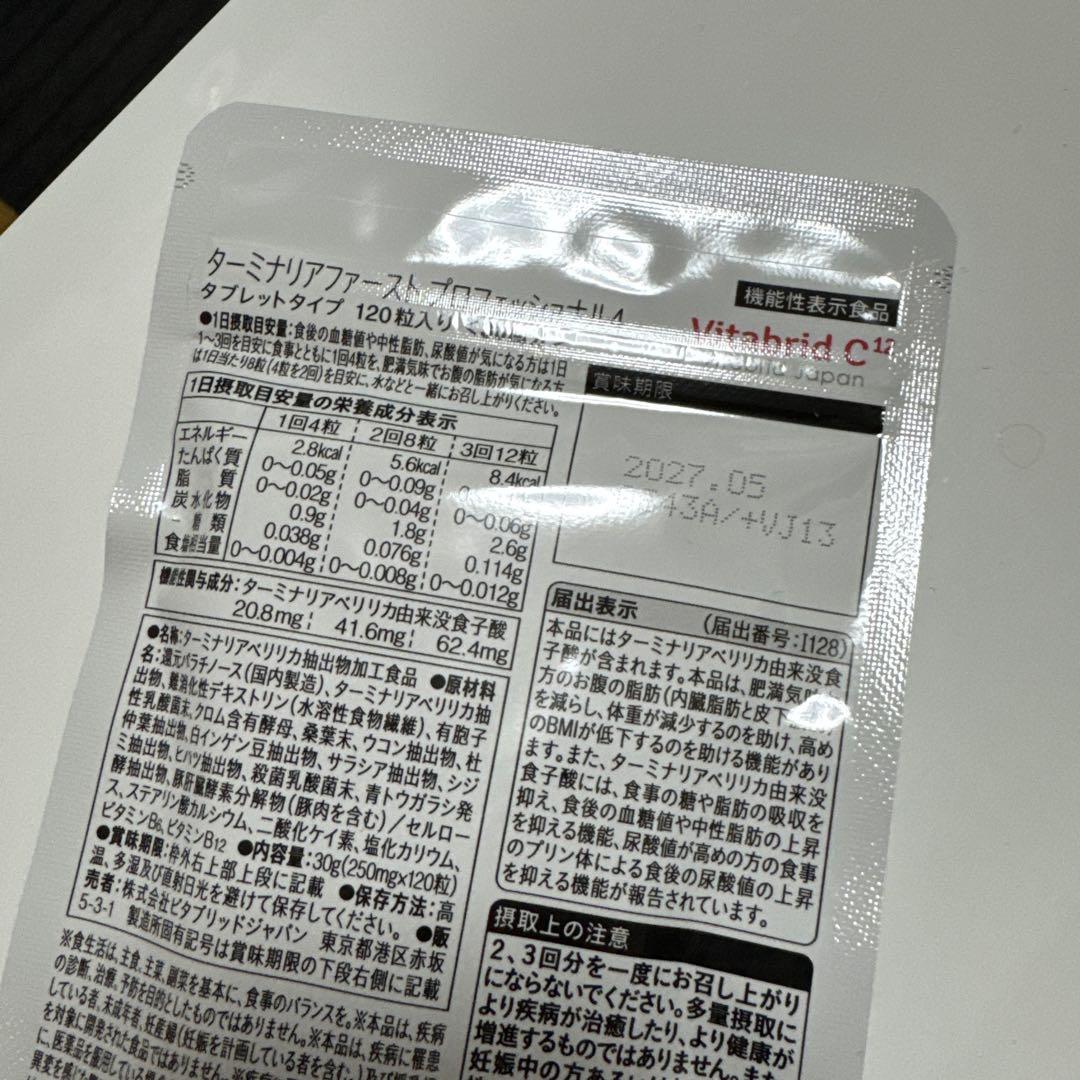 ターミナリアファースト プロフェッショナル4
タブレットタイプ 120粒入り
機能性表示食品
Vitabrid C¹²
Japan
●1日摂取目安量:食後の血糖値や中性脂肪、尿酸値が気になる方は1日
1〜3回を目安に食事とともに1回4粒を、肥満気味でお腹の脂肪が気になる方
は1日当たり8粒(4粒を2回)を目安に、水などと一緒にお召し上がりください。
1日摂取目安量の栄養成分表示
1回4粒 2回8粒 3回12粒
エネルギー 2.8kcal 5.6kcal 8.4kcal
たんぱく質 0〜0.05g 0〜0.09g
脂質 0〜0.02g 0〜0.04g 0〜0.06g
炭水化物 0.9g 1.8g 2.6g
糖類 0.038g 0.076g 0.114g
食塩相当量 0〜0.004g 0〜0.008g 0〜0.012g
機能性関与成分:ターミナリアベリリカ由来没食子酸
20.8mg 41.6mg 62.4mg
●名称:ターミナリアベリリカ抽出物加工食品 ●原材料
名:還元パラチノース(国内製造)、ターミナリアベリリカ抽
出物、難消化性デキストリン(水溶性食物繊維)、有胞子
性乳酸菌末、クロム含有酵母、桑葉末、ウコン抽出物、杜
仲葉抽出物、白インゲン豆抽出物、サラシア抽出物、シジ
ミ抽出物、ヒハツ抽出物、殺菌乳酸菌末、青トウガラシ発
酵抽出物、豚肝臓酵素分解物(豚肉を含む)/セルロー
ス、ステアリン酸カルシウム、二酸化ケイ素、塩化カリウム、
ビタミンB6、ビタミンB12 ●内容量:30g(250mg×120粒)
●賞味期限:枠外右上部上段に記載 ●保存方法:高
温、多湿及び直射日光を避けて保存してください。 ●販
売者:株式会社ビタブリッドジャパン 東京都港区赤坂
5-3-1 製造所固有記号は賞味期限の下段右側に記載
※食生活は、主食、主菜、副菜を基本に、食事のバランスを。※本品は、疾病
の診断、治療、予防を目的としたものではありません。※本品は、疾病に罹患
している者、未成年者、妊産婦(妊娠を計画している者を含む。)及び
を対象に開発された食品ではありません。
に、医薬品を服用している場合
異変を感じた際
賞味期限
2027.05
43A/+VJ13
届出表示 (届出番号:I128)
本品にはターミナリアベリリカ由来没食
子酸が含まれます。本品は、肥満気味
方のお腹の脂肪(内臓脂肪と皮下
を減らし、体重が減少するのを助け、高め
のBMIが低下するのを助ける機能があり
ます。また、ターミナリアベリリカ由来没
食子酸には、食事の糖や脂肪の吸収を
抑え、食後の血糖値や中性脂肪の上昇
を抑える機能、尿酸値が高めの方の食事
のプリン体による食後の尿酸値の上昇
を抑える機能が報告されています。
摂取上の注意
2、3回分を一度にお召し上がり
にならないでください。多量摂取に
より疾病が治癒したり、より健康が
増進するものではありません。また
妊娠中の方